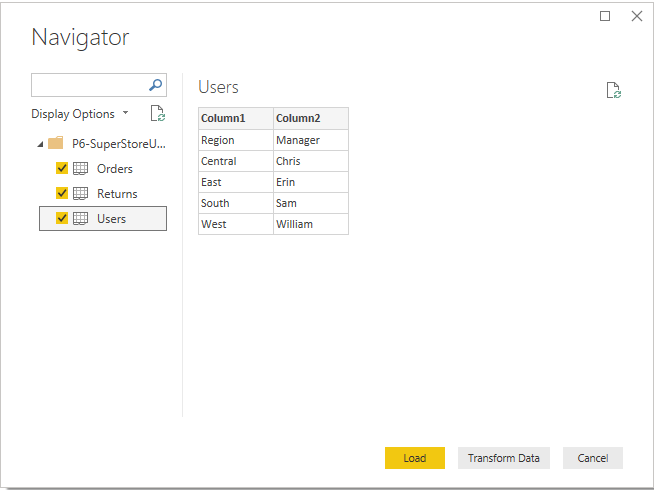 Navigator
Display Options
P6-SuperStoreU...
Orders
Returns
Users
Users
Column1 Column2
Region Manager
Central Chris
East Erin
South Sam
West William
Load Transform Data Cancel